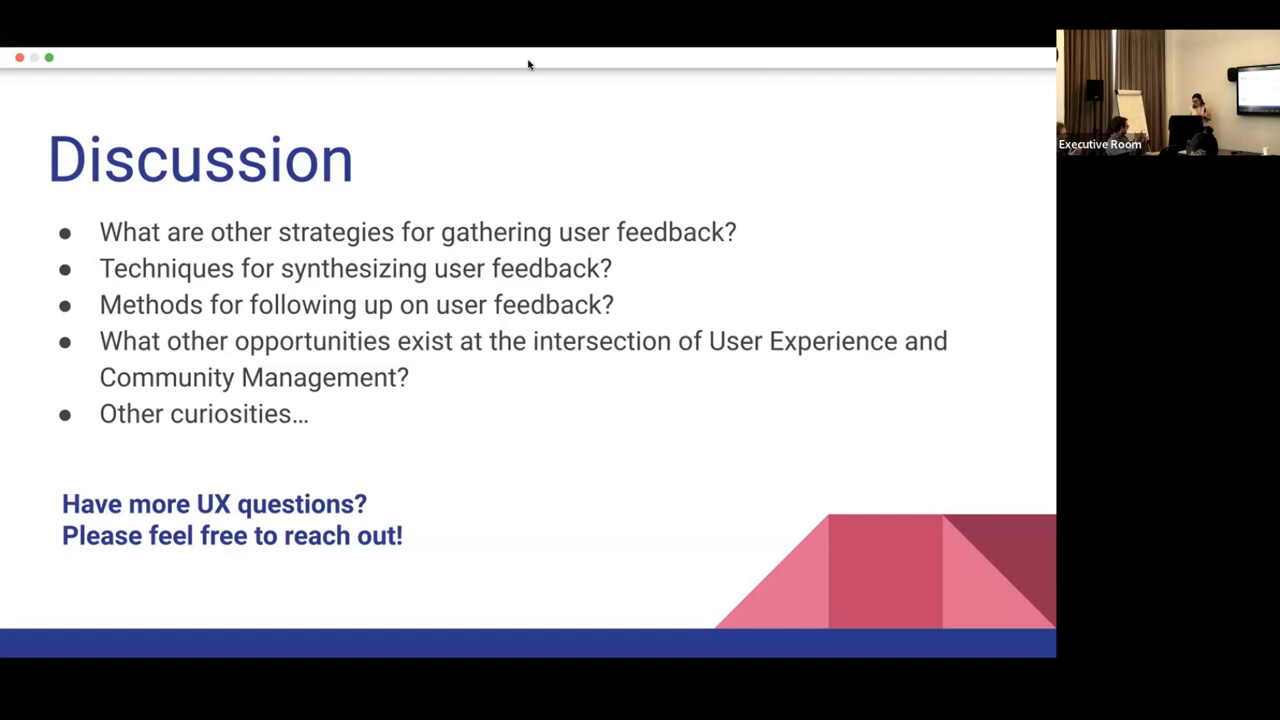 Discussion
● What are other strategies for gathering user feedback?
● Techniques for synthesizing user feedback?
● Methods for following up on user feedback?
● What other opportunities exist at the intersection of User Experience and
Community Management?
● Other curiosities…
Have more UX questions?
Please feel free to reach out!
Executive Room